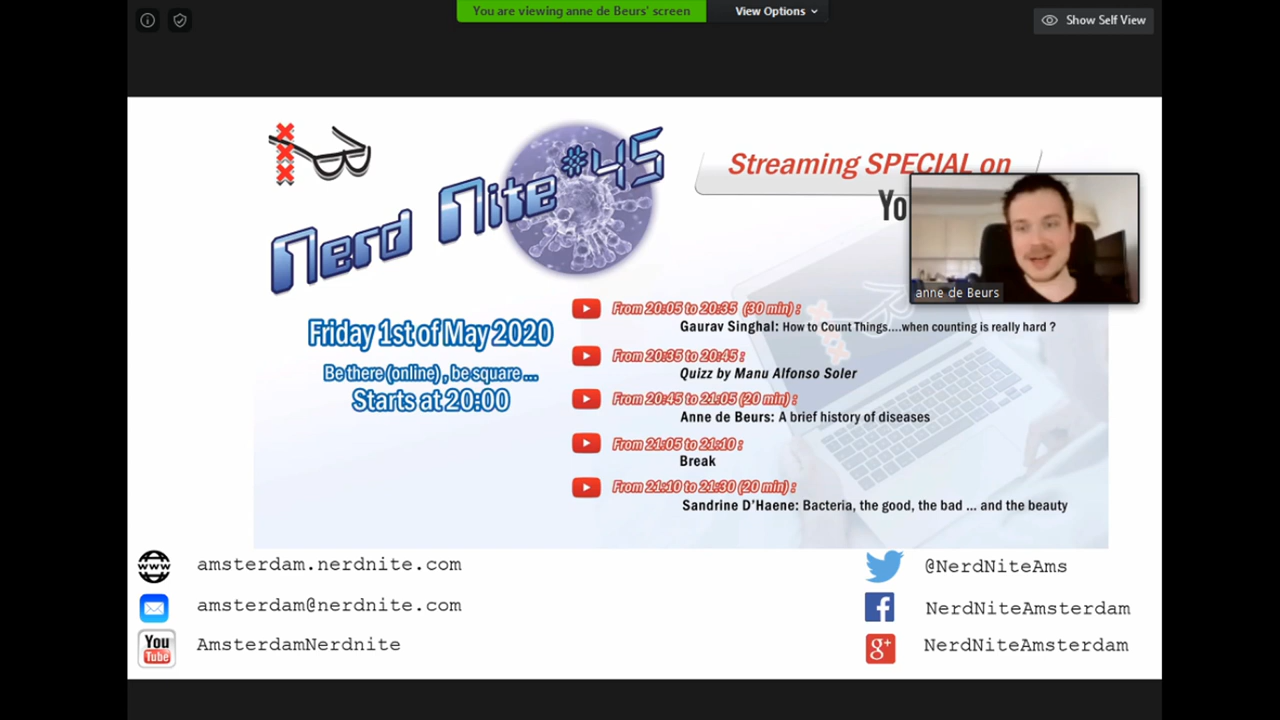 You are viewing anne de Beurs' screen
View Options
Show Self View
Nerd Nite #45
Streaming SPECIAL on
Yo
anne de Beurs
Friday 1st of May 2020
Be there (online) , be square ...
Starts at 20:00
From 20:05 to 20:35 (30 min) :
Gaurav Singhal: How to Count Things....when counting is really hard ?
From 20:35 to 20:45 :
Quizz by Manu Alfonso Soler
From 20:45 to 21:05 (20 min) :
Anne de Beurs: A brief history of diseases
From 21:05 to 21:10 :
Break
From 21:10 to 21:30 (20 min) :
Sandrine D'Haene: Bacteria, the good, the bad ... and the beauty
www
amsterdam.nerdnite.com
amsterdam@nerdnite.com
You
Tube
AmsterdamNerdnite
@NerdNiteAms
f
NerdNiteAmsterdam
g+
NerdNiteAmsterdam